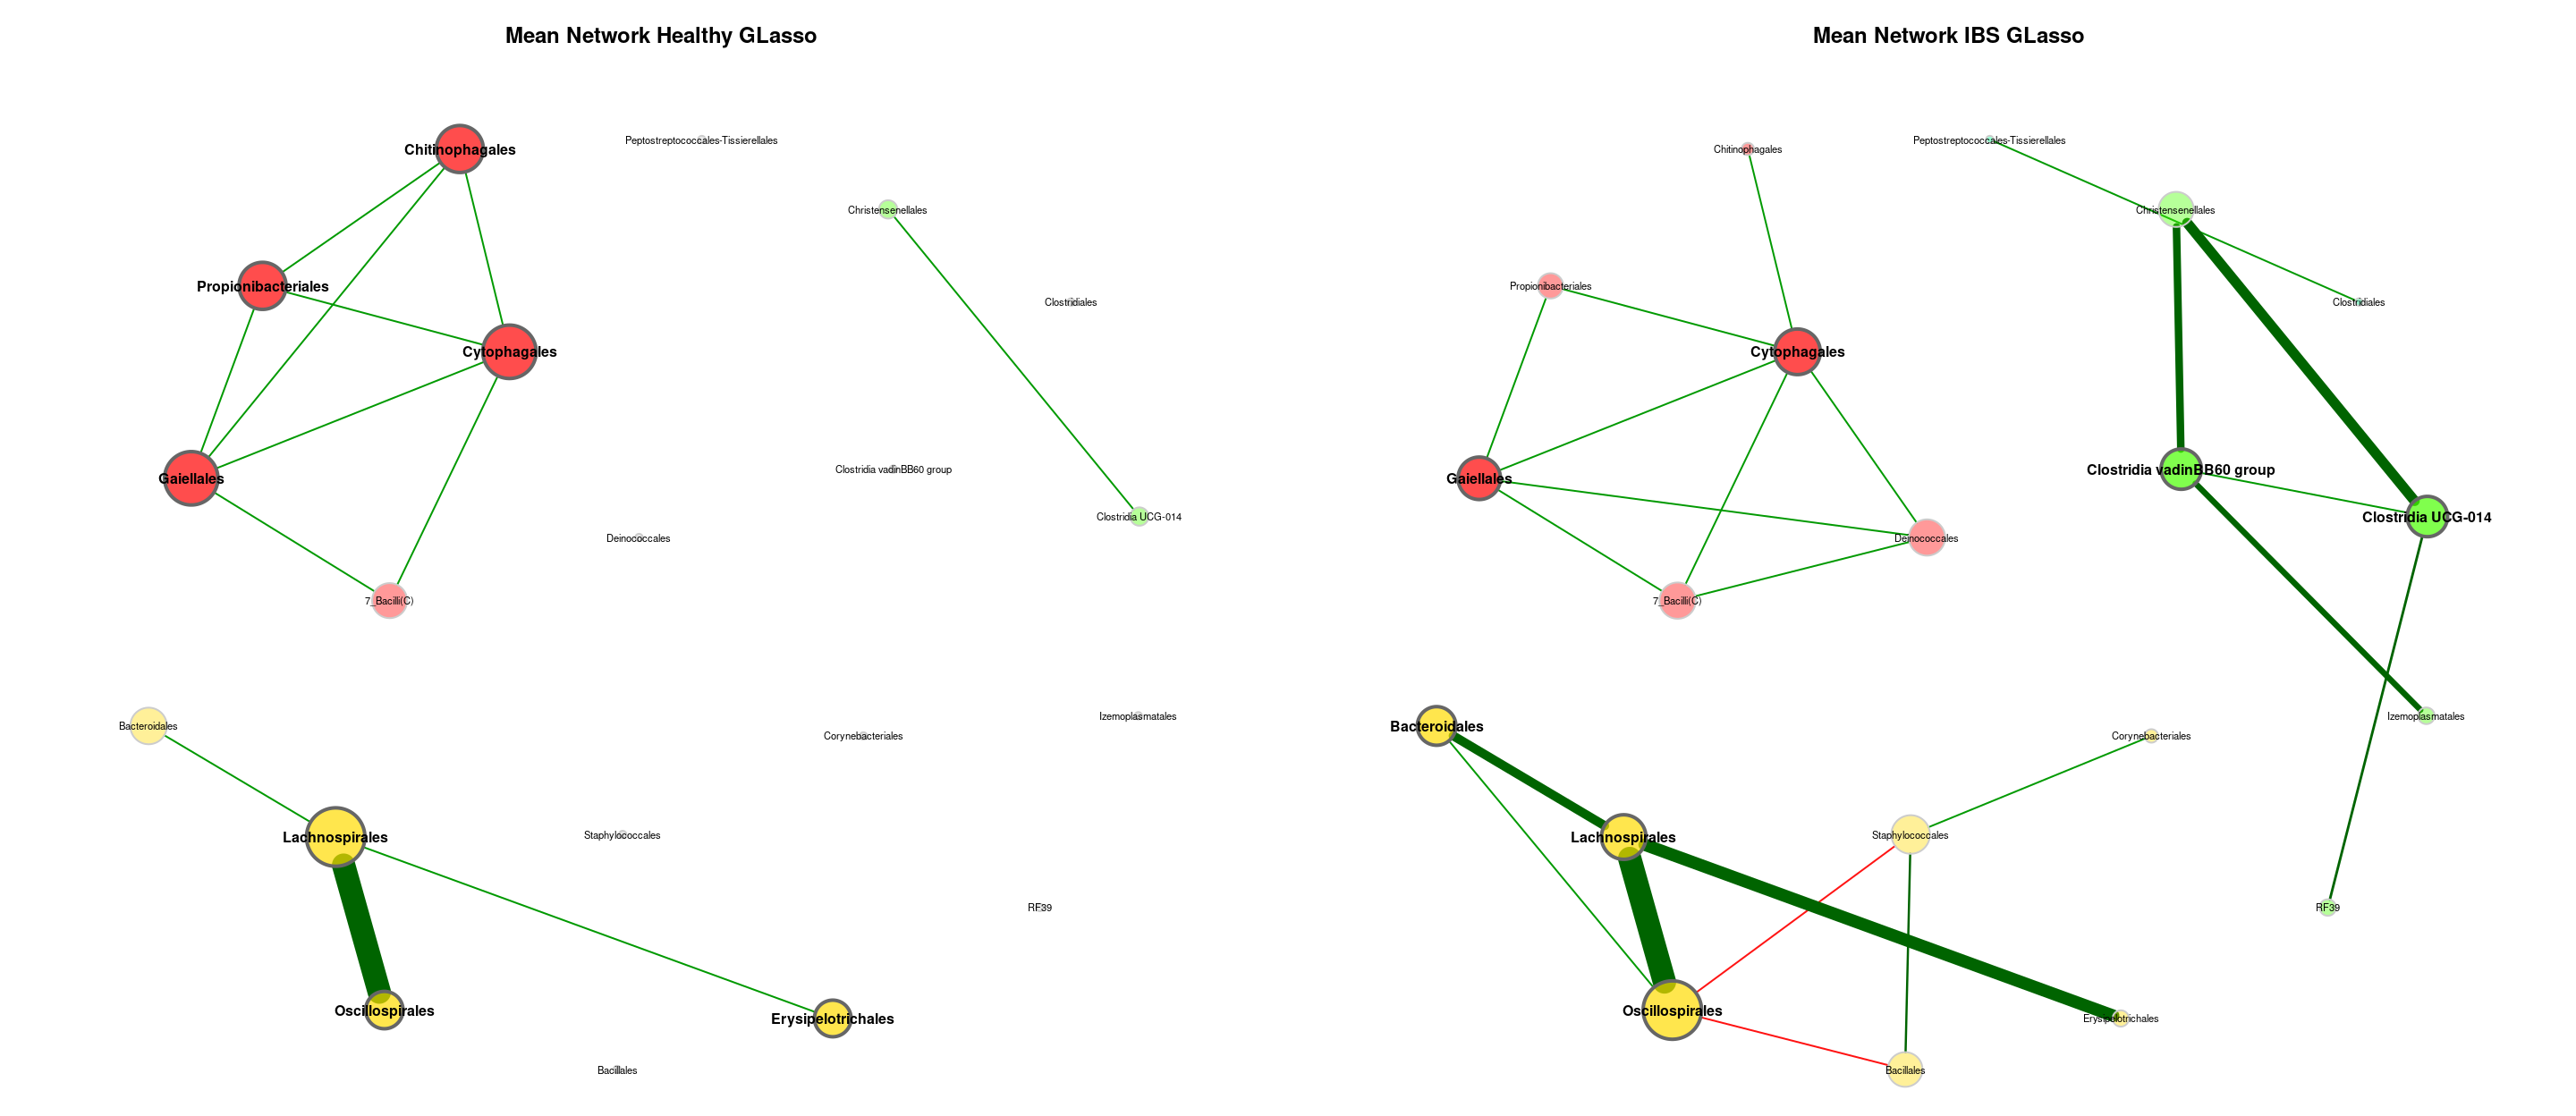 Mean Network Healthy GLasso
Chitinophagales
Peptostreptococcales-Tissierellales
Christensenellales
Propionibacteriales
Clostridiales
Cytophagales
Clostridia vadinBB60 group
Gaiellales
Clostridia UCG-014
Deinococcales
7_Bacilli(C)
Izemoplasmatales
Bacteroidales
Corynebacteriales
Staphylococcales
Lachnospirales
RF39
Oscillospirales
Erysipelotrichales
Bacillales
Mean Network IBS GLasso
Peptostreptococcales-Tissierellales
Chitinophagales
Christensenellales
Propionibacteriales
Clostridiales
Cytophagales
Clostridia vadinBB60 group
Gaiellales
Clostridia UCG-014
Deinococcales
7_Bacilli(C)
Izemoplasmatales
Bacteroidales
Corynebacteriales
Staphylococcales
Lachnospirales
RF39
Oscillospirales
Erysipelotrichales
Bacillales